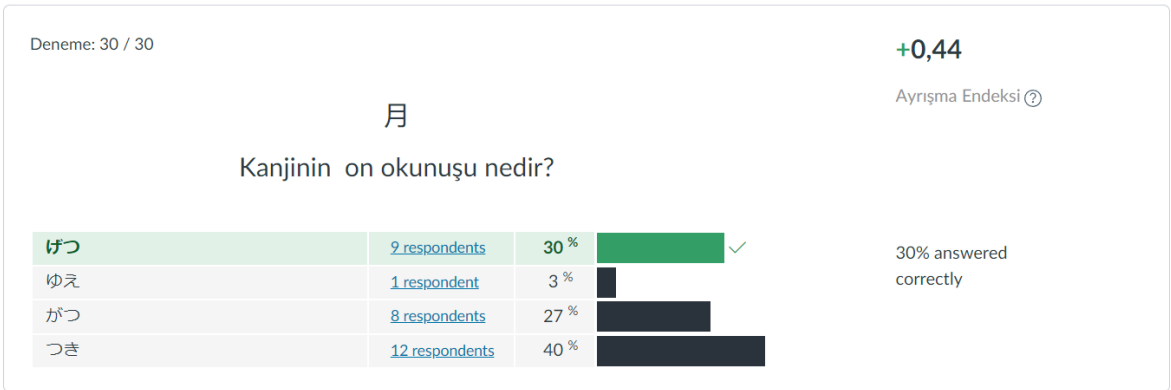 Deneme: 30 / 30
+0,44
Ayrışma Endeksi ?
月
Kanjinin on okunuşu nedir?
げつ 9 respondents 30 %
ゆえ 1 respondent 3 %
がつ 8 respondents 27 %
つき 12 respondents 40 %
30% answered
correctly